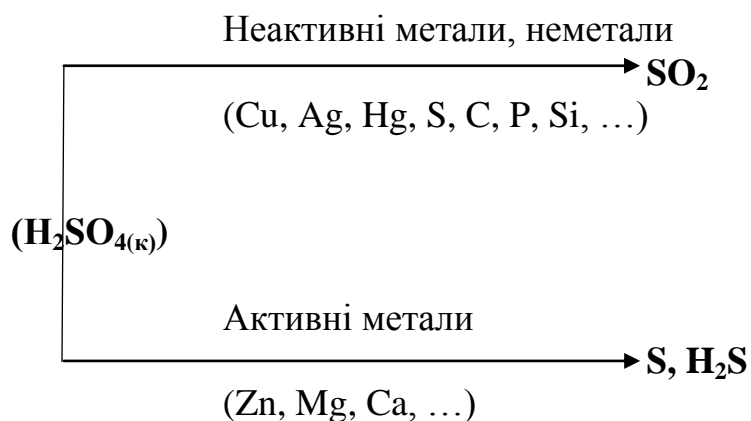 Неактивні метали, неметали
SO₂
(Cu, Ag, Hg, S, C, P, Si, …)
(H₂SO₄₍к₎)
Активні метали
S, H₂S
(Zn, Mg, Ca, …)